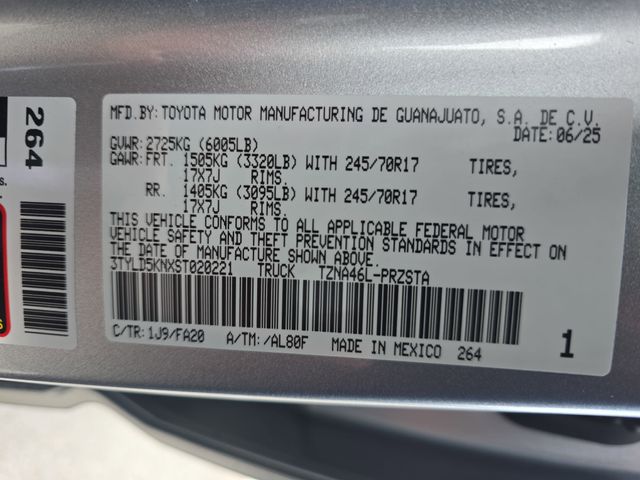 264
s.
s
MFD.BY: TOYOTA MOTOR MANUFACTURING DE GUANAJUATO, S.A. DE C.V.
DATE: 06/25
GVWR: 2725KG (6005LB)
GAWR: FRT. 1505KG (3320LB) WITH 245/70R17 TIRES,
17X7J RIMS.
RR. 1405KG (3095LB) WITH 245/70R17 TIRES,
17X7J RIMS.
THIS VEHICLE CONFORMS TO ALL APPLICABLE FEDERAL MOTOR
VEHICLE SAFETY AND THEFT PREVENTION STANDARDS IN EFFECT ON
THE DATE OF MANUFACTURE SHOWN ABOVE.
3TYLD5KNXST020221 TRUCK TZNA46L-PRZSTA
C/TR: 1J9/FA20 A/TM: /AL80F MADE IN MEXICO 264 1